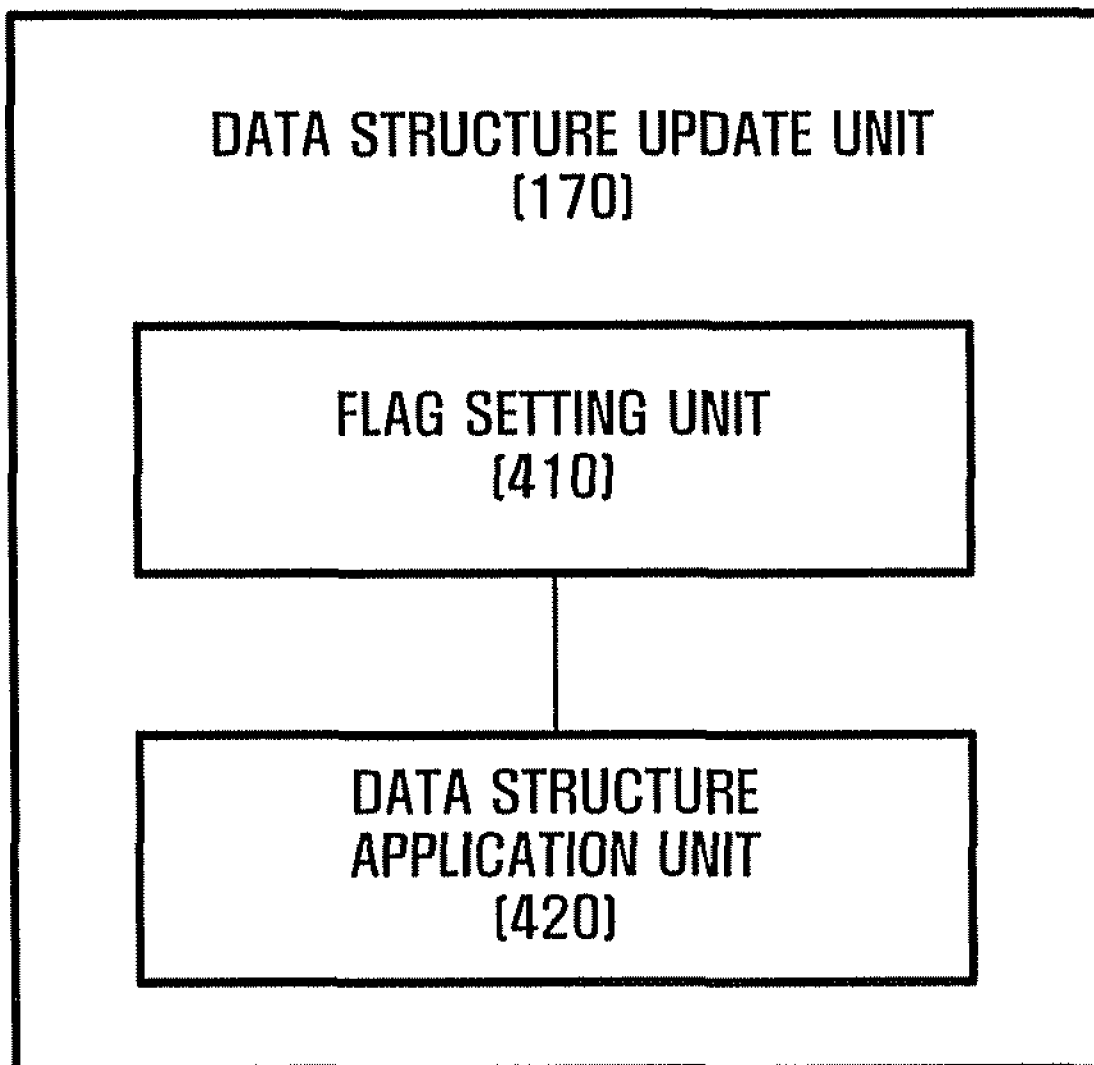 DATA STRUCTURE UPDATE UNIT
(170)
FLAG SETTING UNIT
(410)
DATA STRUCTURE
APPLICATION UNIT
(420)